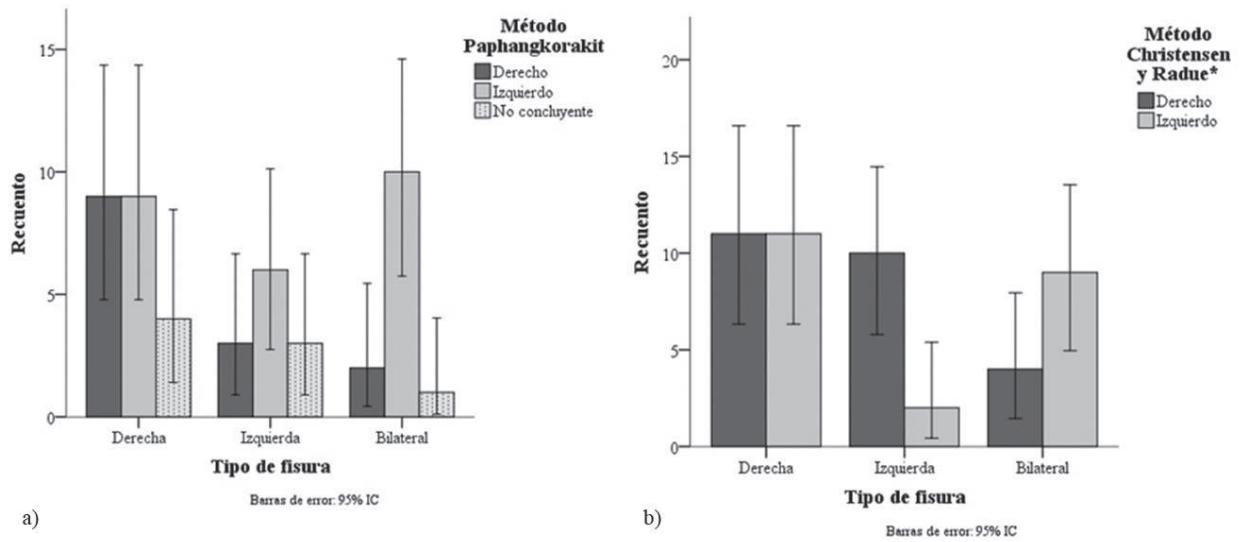 Método
Paphangkorakit
Derecho
Izquierdo
No concluyente
15
10
5
0
Recuento
Derecha Izquierda Bilateral
Tipo de fisura
Barras de error: 95% IC
a)
Método
Christensen
y Radue*
Derecho
Izquierdo
20
15
10
5
0
Recuento
Derecha Izquierda Bilateral
Tipo de fisura
Barras de error: 95% IC
b)